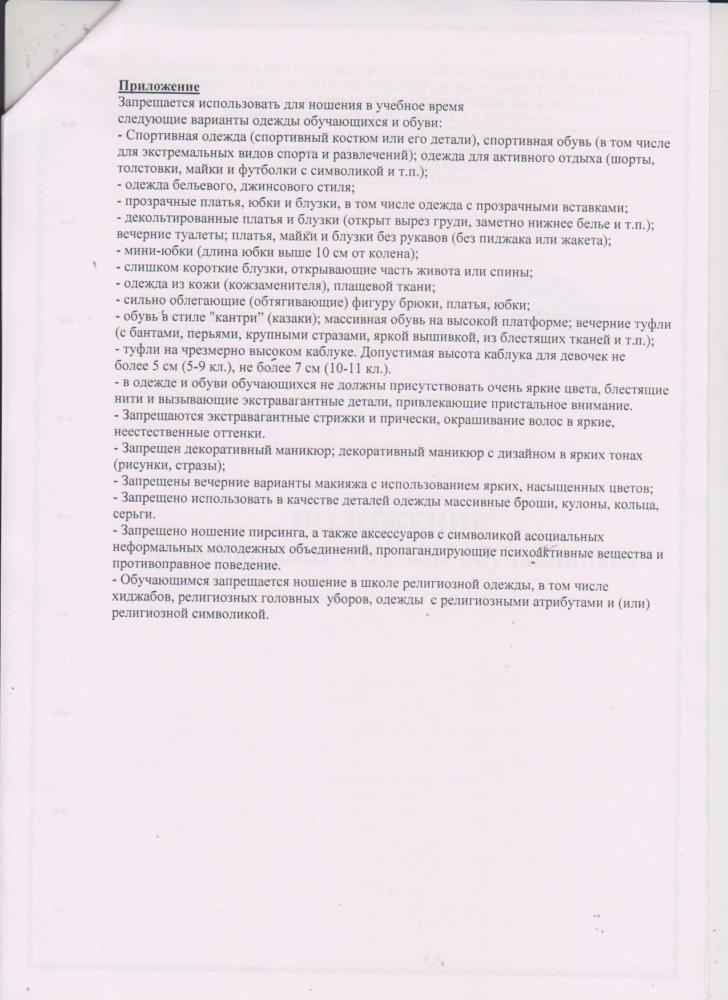 Приложение
Запрещается использовать для ношения в учебное время
следующие варианты одежды обучающихся и обуви:
- Спортивная одежда (спортивный костюм или его детали), спортивная обувь (в том числе
для экстремальных видов спорта и развлечений); одежда для активного отдыха (шорты,
толстовки, майки и футболки с символикой и т.п.);
- одежда бельевого, джинсового стиля;
- прозрачные платья, юбки и блузки, в том числе одежда с прозрачными вставками;
- декольтированные платья и блузки (открыт вырез груди, заметно нижнее белье и т.п.);
вечерние туалеты; платья, майки и блузки без рукавов (без пиджака или жакета);
- мини-юбки (длина юбки выше 10 см от колена);
- слишком короткие блузки, открывающие часть живота или спины;
- одежда из кожи (кожзаменителя), плащевой ткани;
- сильно облегающие (обтягивающие) фигуру брюки, платья, юбки;
- обувь в стиле "кантри” (казаки); массивная обувь на высокой платформе; вечерние туфли
(с бантами, перьями, крупными стразами, яркой вышивкой, из блестящих тканей и т.п.);
- туфли на чрезмерно высоком каблуке. Допустимая высота каблука для девочек не
более 5 см (5-9 кл.), не более 7 см (10-11 кл.).
- в одежде и обуви обучающихся не должны присутствовать очень яркие цвета, блестящие
нити и вызывающие экстравагантные детали, привлекающие пристальное внимание.
- Запрещаются экстравагантные стрижки и прически, окрашивание волос в яркие,
неестественные оттенки.
- Запрещен декоративный маникюр; декоративный маникюр с дизайном в ярких тонах
(рисунки, стразы);
- Запрещены вечерние варианты макияжа с использованием ярких, насыщенных цветов;
- Запрещено использовать в качестве деталей одежды массивные броши, кулоны, кольца,
серьги.
- Запрещено ношение пирсинга, а также аксессуаров с символикой асоциальных
неформальных молодежных объединений, пропагандирующие психоактивные вещества и
противоправное поведение.
- Обучающимся запрещается ношение в школе религиозной одежды, в том числе
хиджабов, религиозных головных  уборов, одежды  с религиозными атрибутами и (или)
религиозной символикой.